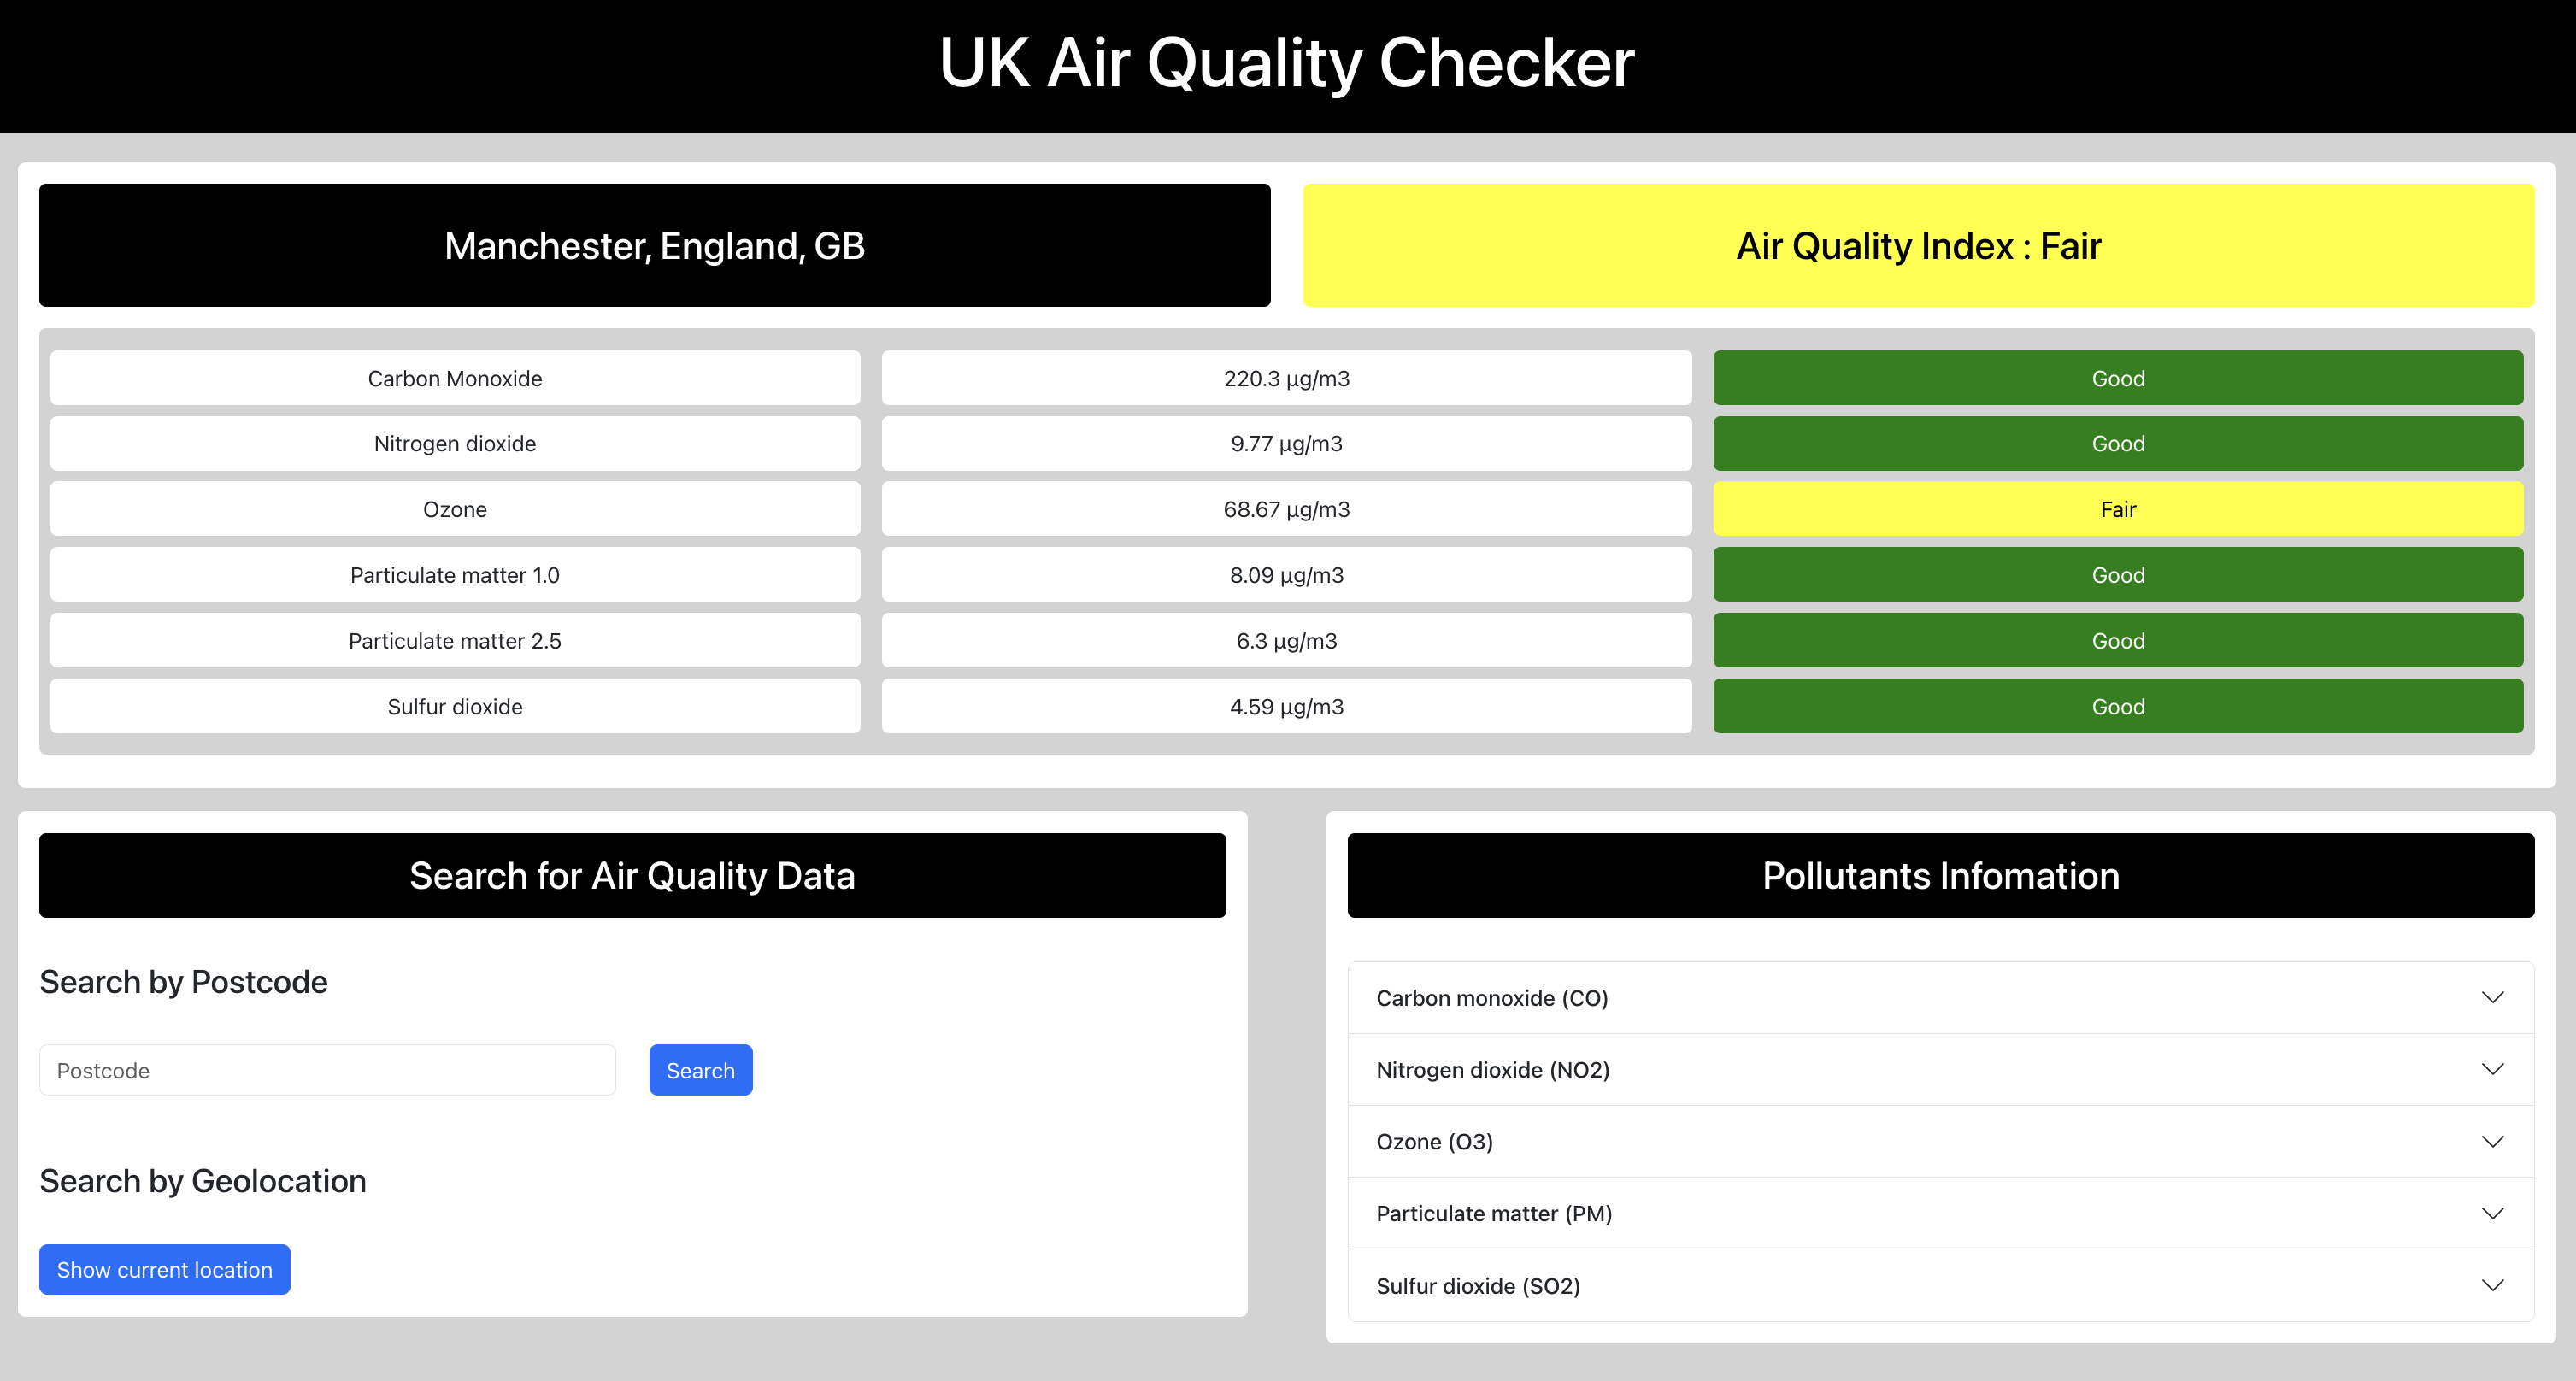 UK Air Quality Checker
Manchester, England, GB
Air Quality Index : Fair
Carbon Monoxide 220.3 µg/m3 Good
Nitrogen dioxide 9.77 µg/m3 Good
Ozone 68.67 µg/m3 Fair
Particulate matter 1.0 8.09 µg/m3 Good
Particulate matter 2.5 6.3 µg/m3 Good
Sulfur dioxide 4.59 µg/m3 Good
Search for Air Quality Data
Search by Postcode
Postcode
Search
Search by Geolocation
Show current location
Pollutants Infomation
Carbon monoxide (CO)
Nitrogen dioxide (NO2)
Ozone (O3)
Particulate matter (PM)
Sulfur dioxide (SO2)